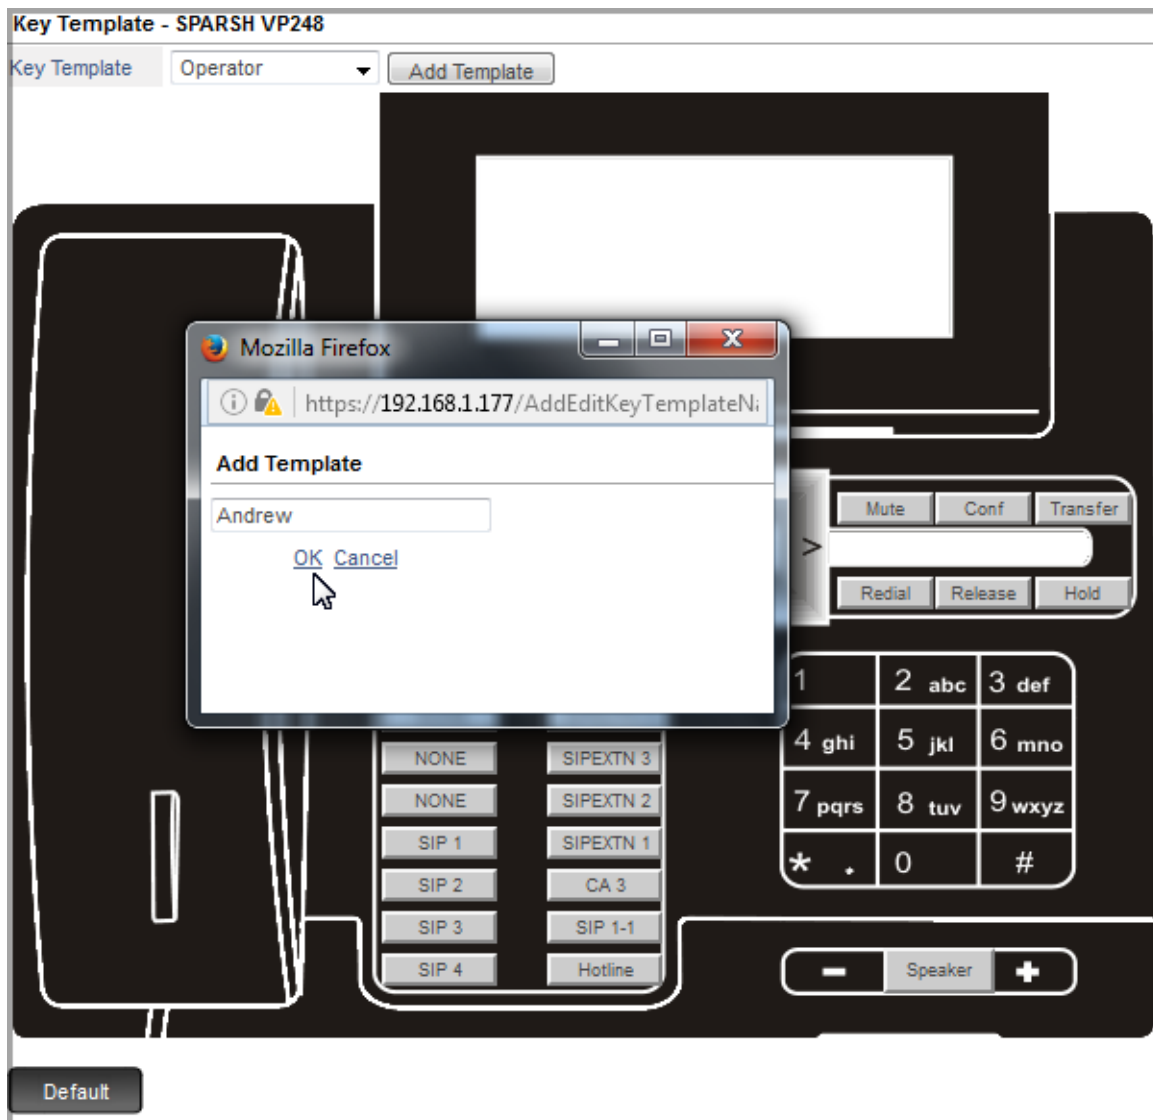 Key Template - SPARSH VP248
Key Template Operator Add Template
Mozilla Firefox
https://192.168.1.177/AddEditKeyTemplateNa
Add Template
Andrew
OK Cancel
Mute Conf Transfer
>
Redial Release Hold
1 2 abc 3 def
4 ghi 5 jkl 6 mno
7 pqrs 8 tuv 9 wxyz
* . 0 #
NONE SIPEXTN 3
NONE SIPEXTN 2
SIP 1 SIPEXTN 1
SIP 2 CA 3
SIP 3 SIP 1-1
SIP 4 Hotline
- Speaker +
Default